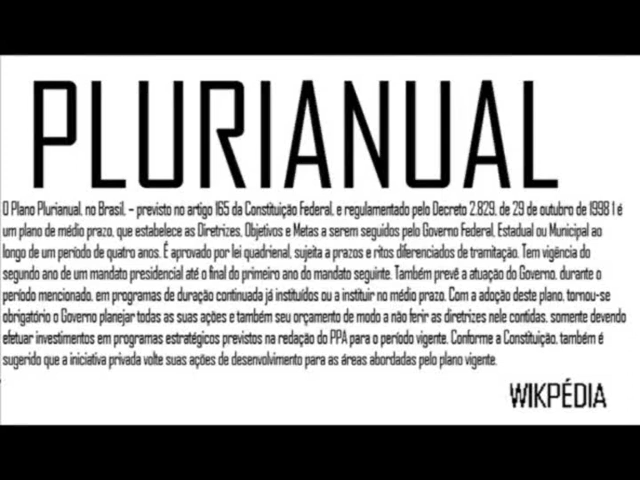 PLURIANUAL
O Plano Plurianual, no Brasil, – previsto no artigo 165 da Constituição Federal, e regulamentado pelo Decreto 2.829, de 29 de outubro de 1998 1 é
um plano de médio prazo, que estabelece as Diretrizes, Objetivos e Metas a serem seguidos pelo Governo Federal, Estadual ou Municipal ao
longo de um período de quatro anos. É aprovado por lei quadrienal, sujeita a prazos e ritos diferenciados de tramitação. Tem vigência do
segundo ano de um mandato presidencial até o final do primeiro ano do mandato seguinte. Também prevê a atuação do Governo, durante o
período mencionado, em programas de duração continuada já instituídos ou a instituir no médio prazo. Com a adoção deste plano, tornou-se
obrigatório o Governo planejar todas as suas ações e também seu orçamento de modo a não ferir as diretrizes nele contidas, somente devendo
efetuar investimentos em programas estratégicos previstos na redação do PPA para o período vigente. Conforme a Constituição, também é
sugerido que a iniciativa privada volte suas ações de desenvolvimento para as áreas abordadas pelo plano vigente.
WIKPÉDIA